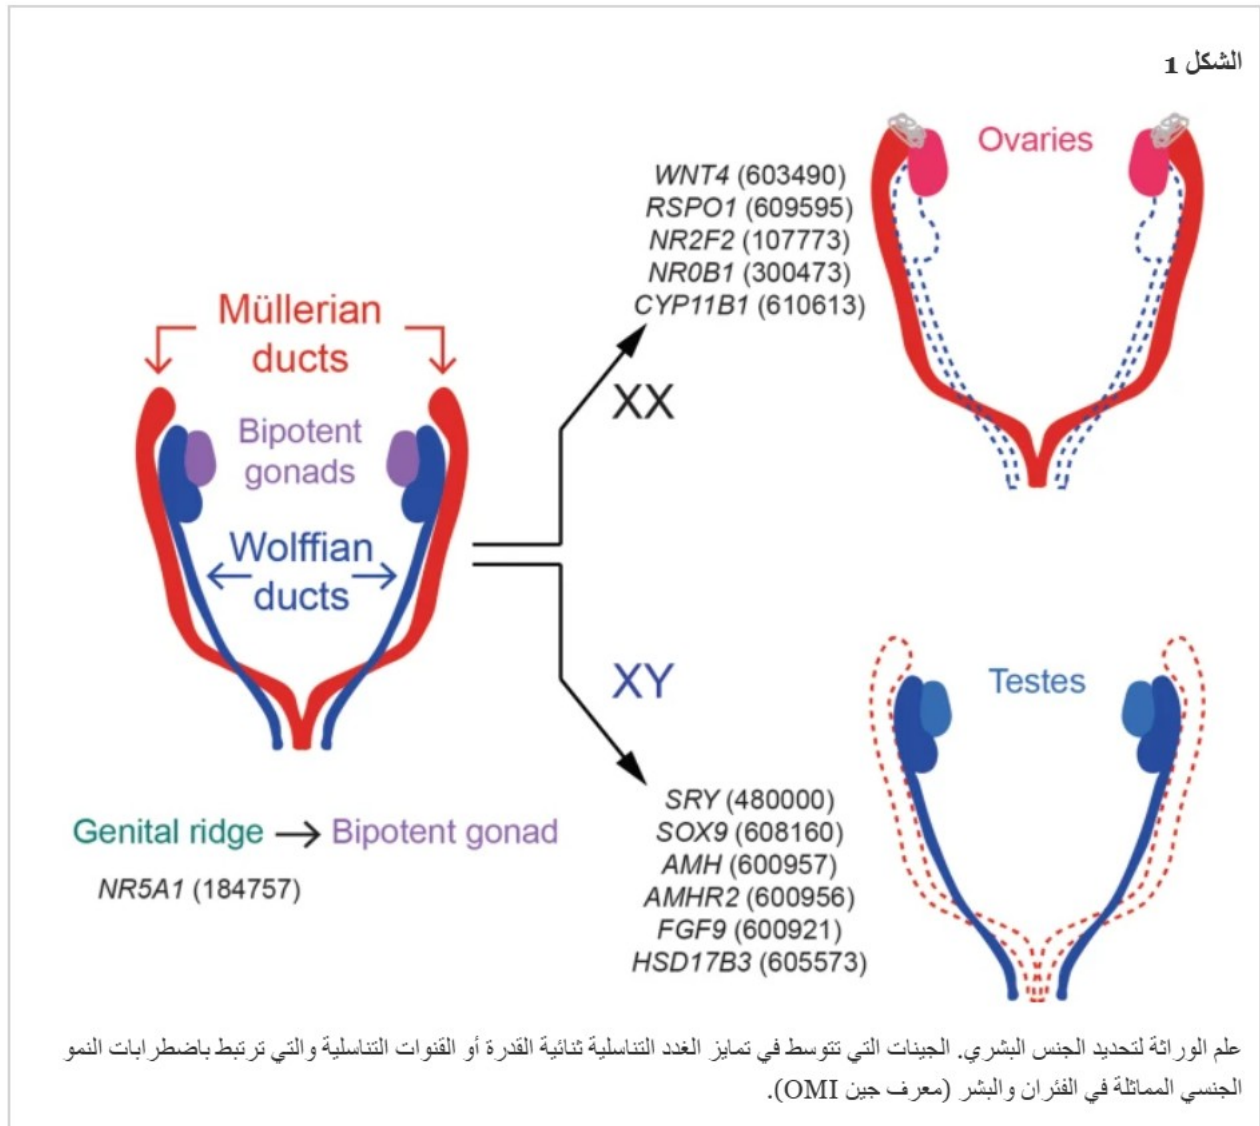 الشكل 1
Ovaries
WNT4 (603490)
RSPO1 (609595)
NR2F2 (107773)
NR0B1 (300473)
CYP11B1 (610613)
Müllerian
ducts
XX
Bipotent
gonads
Wolffian
ducts
XY
Testes
SRY (480000)
SOX9 (608160)
AMH (600957)
AMHR2 (600956)
FGF9 (600921)
HSD17B3 (605573)
Genital ridge → Bipotent gonad
NR5A1 (184757)
علم الوراثة لتحديد الجنس البشري. الجينات التي تتوسط في تمايز الغدد التناسلية ثنائية القدرة أو القنوات التناسلية والتي ترتبط باضطرابات النمو
الجنسي المماثلة في الفئران والبشر (معرف جين OMI).